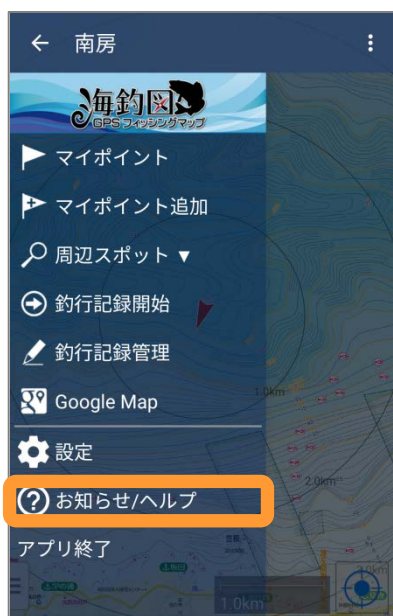 南房
海釣図
GPS フィッシングマップ
マイポイント
マイポイント追加
周辺スポット ▼
釣行記録開始
釣行記録管理
Google Map
1.0km
設定
2.0km
お知らせ/ヘルプ
アプリ終了
1.0km